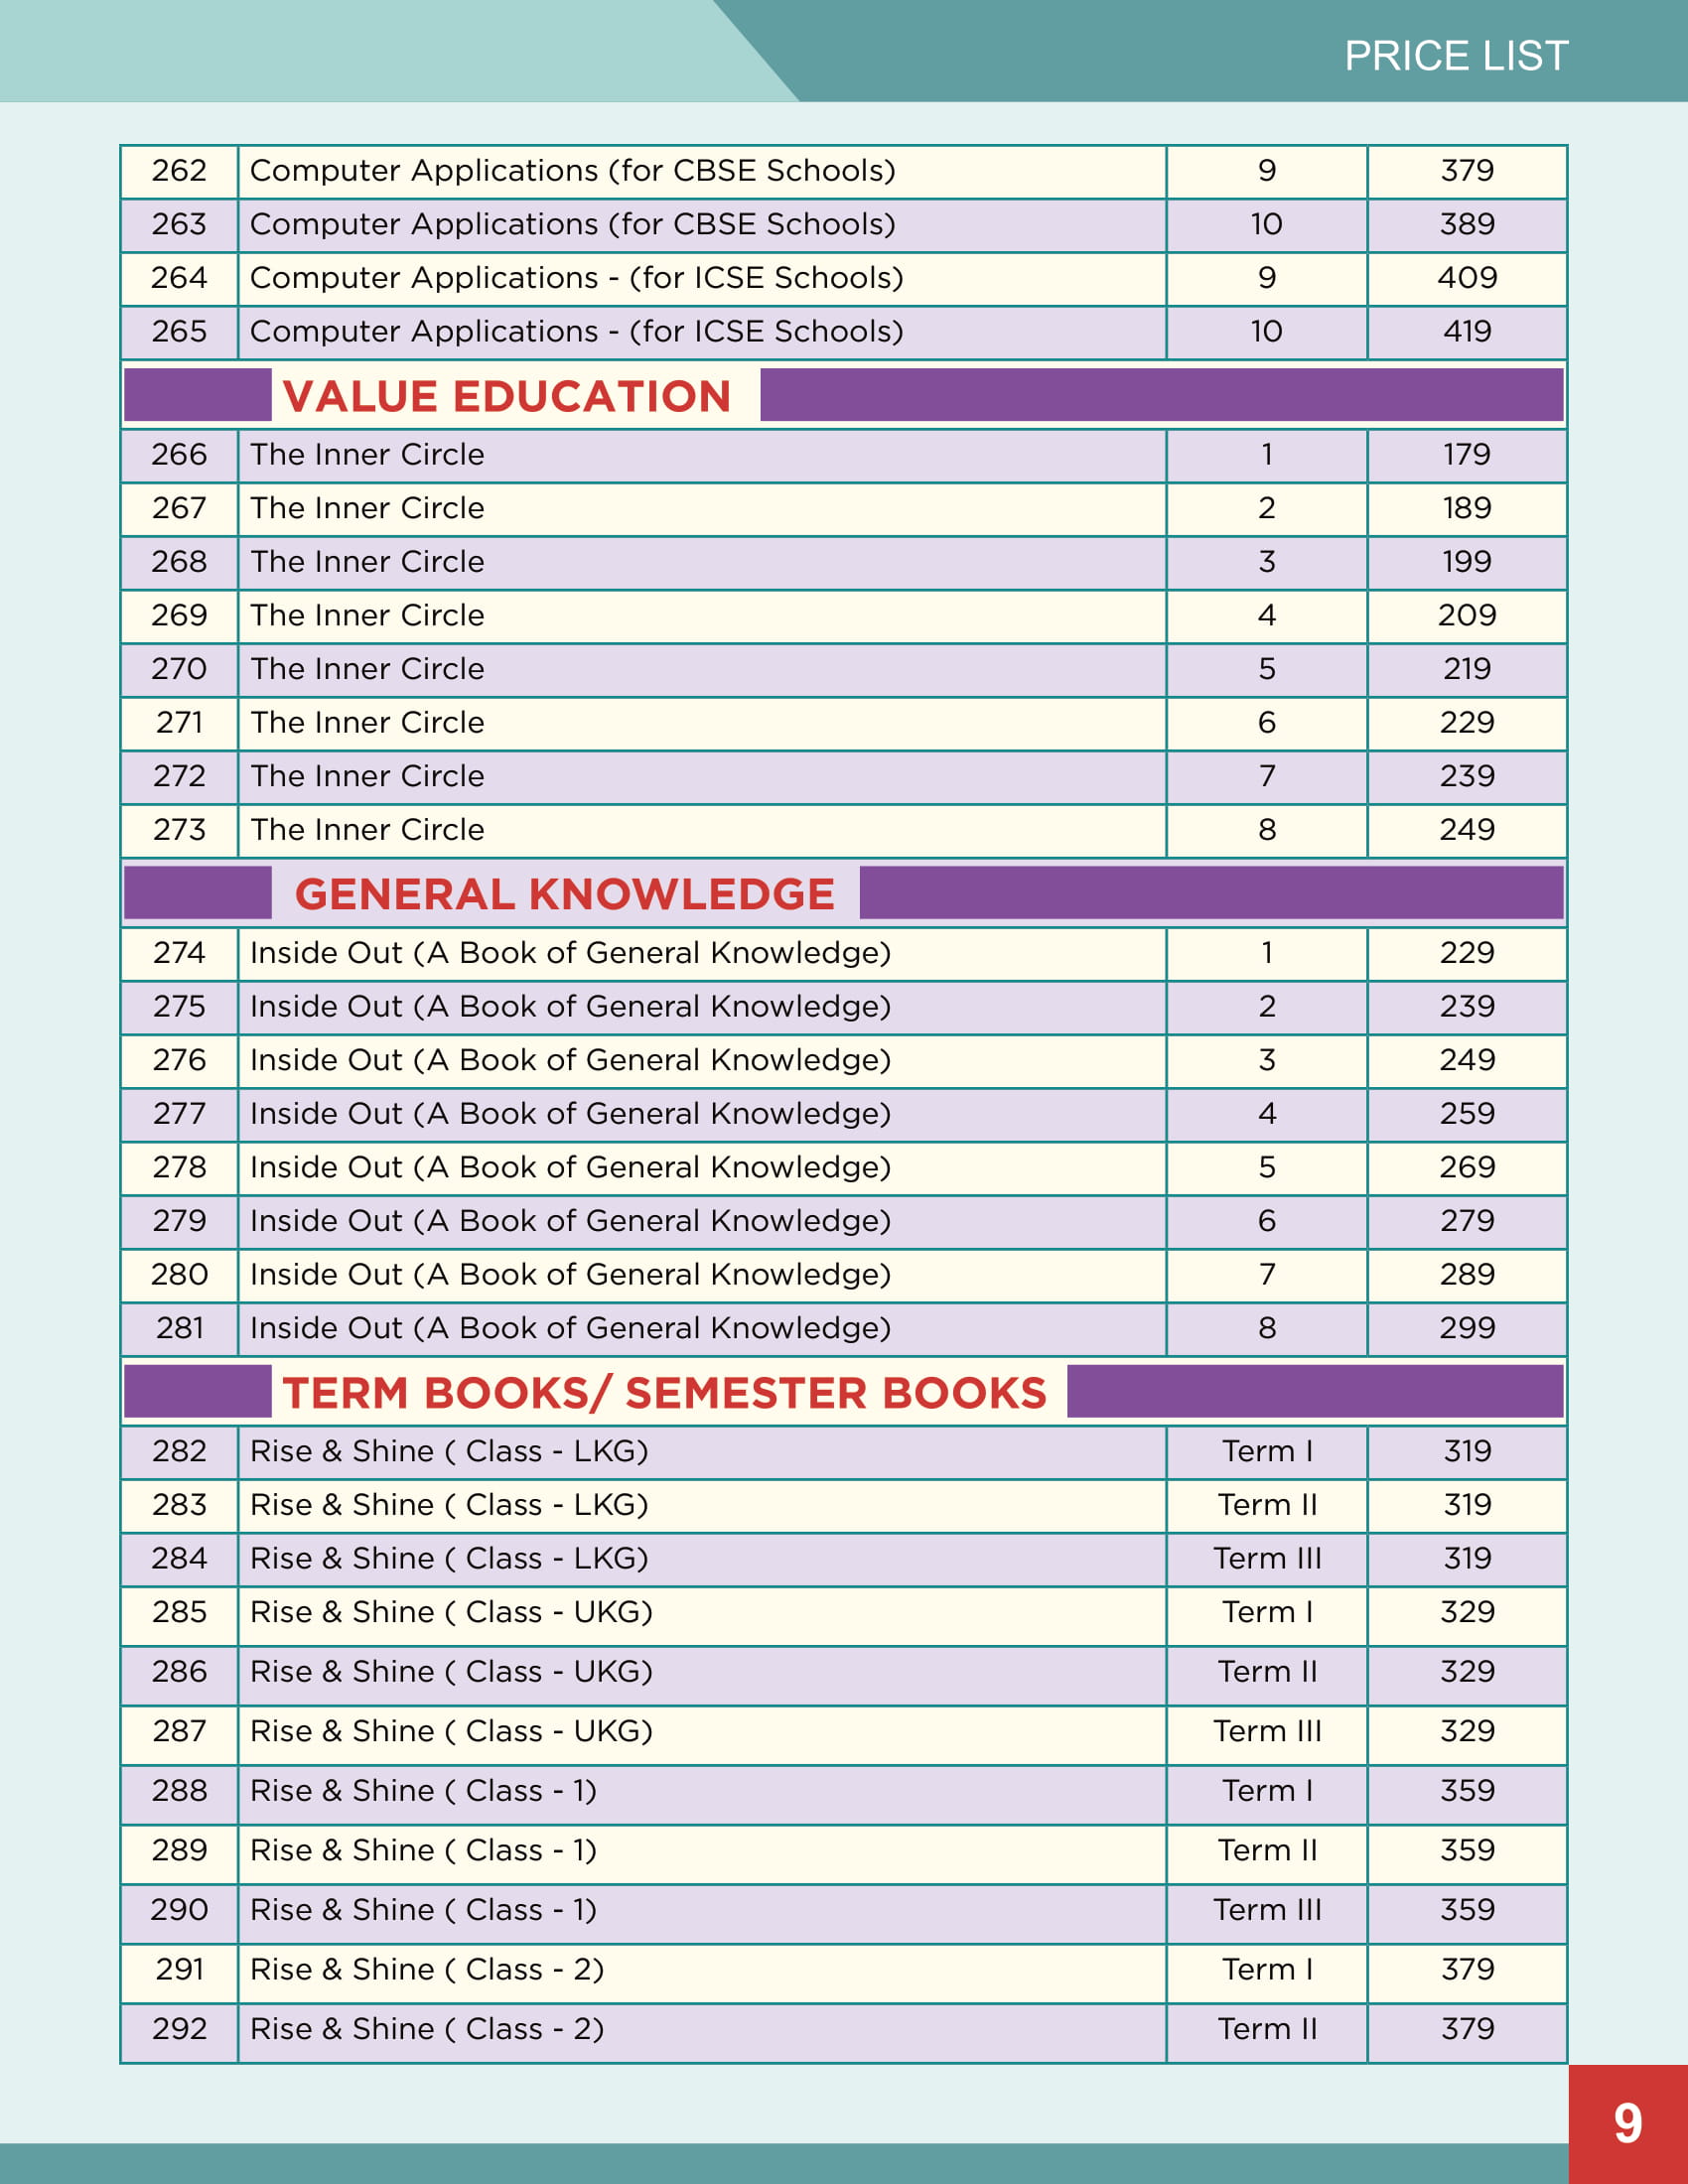 PRICE LIST
262 Computer Applications (for CBSE Schools) 9 379
263 Computer Applications (for CBSE Schools) 10 389
264 Computer Applications - (for ICSE Schools) 9 409
265 Computer Applications - (for ICSE Schools) 10 419
VALUE EDUCATION
266 The Inner Circle 1 179
267 The Inner Circle 2 189
268 The Inner Circle 3 199
269 The Inner Circle 4 209
270 The Inner Circle 5 219
271 The Inner Circle 6 229
272 The Inner Circle 7 239
273 The Inner Circle 8 249
GENERAL KNOWLEDGE
274 Inside Out (A Book of General Knowledge) 1 229
275 Inside Out (A Book of General Knowledge) 2 239
276 Inside Out (A Book of General Knowledge) 3 249
277 Inside Out (A Book of General Knowledge) 4 259
278 Inside Out (A Book of General Knowledge) 5 269
279 Inside Out (A Book of General Knowledge) 6 279
280 Inside Out (A Book of General Knowledge) 7 289
281 Inside Out (A Book of General Knowledge) 8 299
TERM BOOKS/ SEMESTER BOOKS
282 Rise & Shine ( Class - LKG) Term I 319
283 Rise & Shine ( Class - LKG) Term II 319
284 Rise & Shine ( Class - LKG) Term III 319
285 Rise & Shine ( Class - UKG) Term I 329
286 Rise & Shine ( Class - UKG) Term II 329
287 Rise & Shine ( Class - UKG) Term III 329
288 Rise & Shine ( Class - 1) Term I 359
289 Rise & Shine ( Class - 1) Term II 359
290 Rise & Shine ( Class - 1) Term III 359
291 Rise & Shine ( Class - 2) Term I 379
292 Rise & Shine ( Class - 2) Term II 379
9